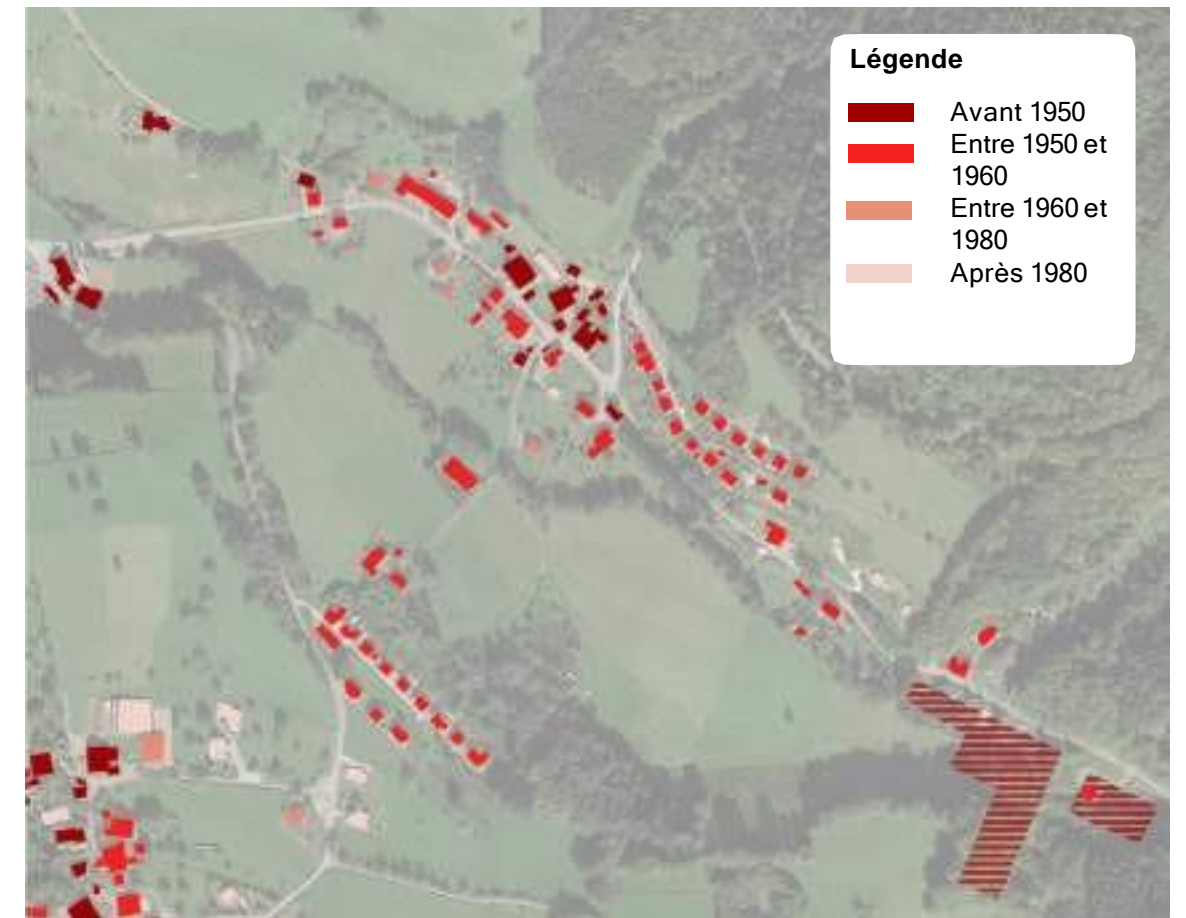 Légende
Avant 1950
Entre 1950 et
1960
Entre 1960 et
1980
Après 1980